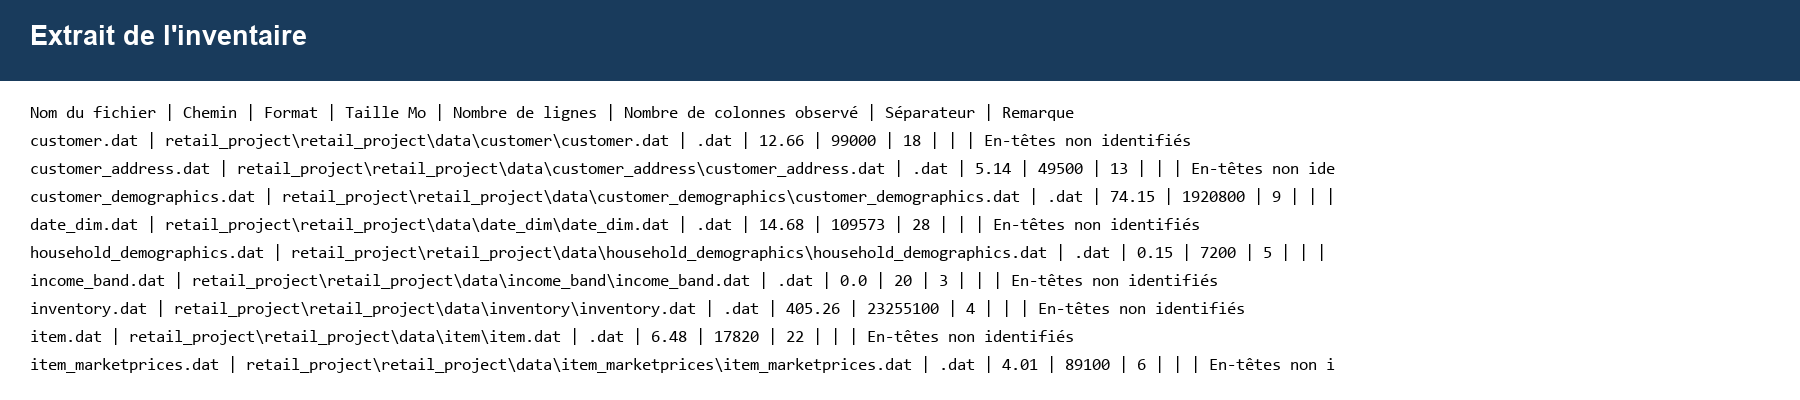 Extrait de l'inventaire
Nom du fichier | Chemin | Format | Taille Mo | Nombre de lignes | Nombre de colonnes observé | Séparateur | Remarque
customer.dat | retail_project\retail_project\data\customer\customer.dat | .dat | 12.66 | 99000 | 18 | | | En-têtes non identifiés
customer_address.dat | retail_project\retail_project\data\customer_address\customer_address.dat | .dat | 5.14 | 49500 | 13 | | | En-têtes non ide
customer_demographics.dat | retail_project\retail_project\data\customer_demographics\customer_demographics.dat | .dat | 74.15 | 1920800 | 9 | | |
date_dim.dat | retail_project\retail_project\data\date_dim\date_dim.dat | .dat | 14.68 | 109573 | 28 | | | En-têtes non identifiés
household_demographics.dat | retail_project\retail_project\data\household_demographics\household_demographics.dat | .dat | 0.15 | 7200 | 5 | | |
income_band.dat | retail_project\retail_project\data\income_band\income_band.dat | .dat | 0.0 | 20 | 3 | | | En-têtes non identifiés
inventory.dat | retail_project\retail_project\data\inventory\inventory.dat | .dat | 405.26 | 23255100 | 4 | | | En-têtes non identifiés
item.dat | retail_project\retail_project\data\item\item.dat | .dat | 6.48 | 17820 | 22 | | | En-têtes non identifiés
item_marketprices.dat | retail_project\retail_project\data\item_marketprices\item_marketprices.dat | .dat | 4.01 | 89100 | 6 | | | En-têtes non i